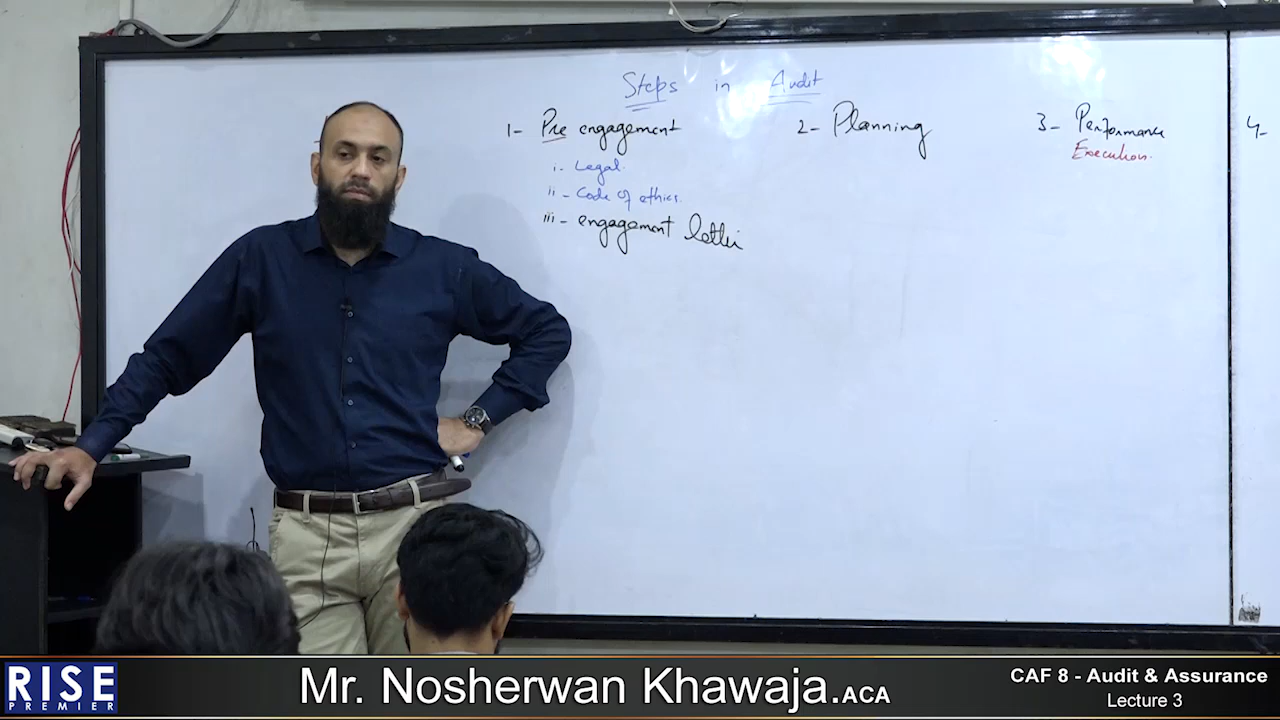 Steps in Audit
1- Pre engagement
i- Legal.
ii- Code of ethics.
iii- engagement letter
2- Planning
3- Performance
Execution.
4-
RISE
PREMIER
Mr. Nosherwan Khawaja.ACA
CAF 8 - Audit & Assurance
Lecture 3